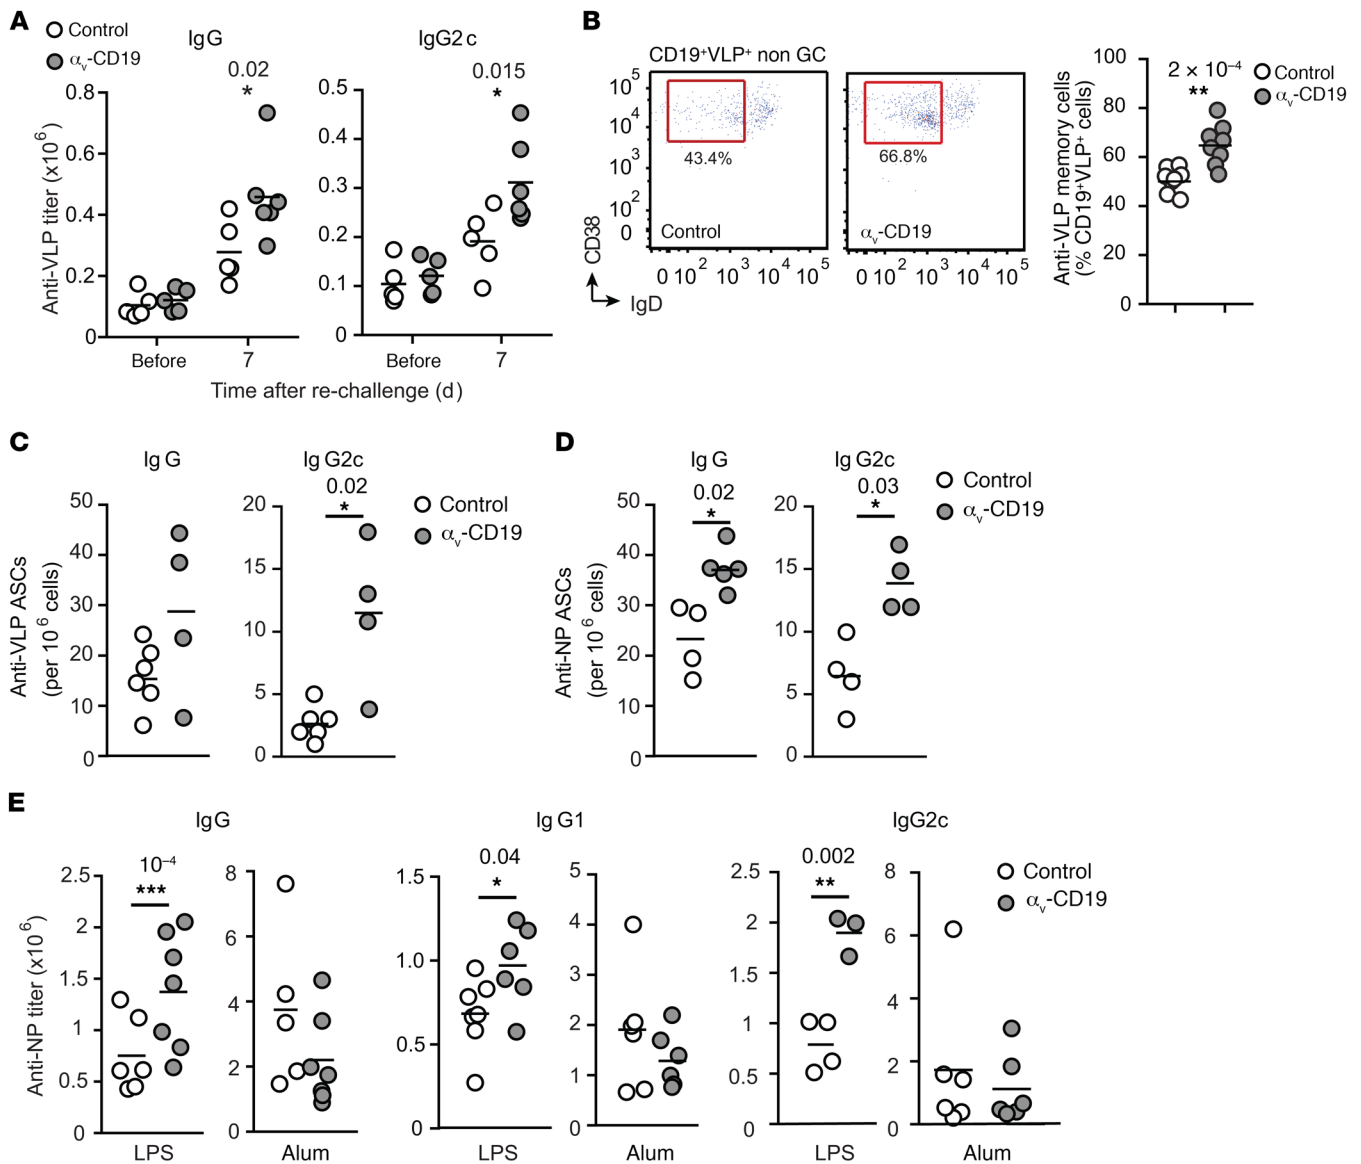 A
Control
αv-CD19
IgG
0.02
*
IgG2c
0.015
*
Anti-VLP titer (x10⁶)
0.8
0.6
0.4
0.2
0
0.5
0.4
0.3
0.2
0.1
0
Before
7
Before
7
Time after re-challenge (d)
B
CD19⁺VLP⁺ non GC
10⁵
10⁴
10³
10²
0
43.4%
66.8%
Control
αv-CD19
0 10² 10³ 10⁴ 10⁵
0 10² 10³ 10⁴ 10⁵
CD38
IgD
Anti-VLP memory cells
(% CD19⁺VLP⁺ cells)
100
80
60
40
20
0
2 × 10⁻⁴
**
Control
αv-CD19
C
Ig G
Ig G2c
0.02
*
Control
αv-CD19
Anti-VLP ASCs
(per 10⁶ cells)
50
40
30
20
10
0
20
15
10
5
0
D
Ig G
0.02
*
Ig G2c
0.03
*
Control
αv-CD19
Anti-NP ASCs
(per 10⁶ cells)
50
40
30
20
10
0
20
15
10
5
0
E
IgG
Ig G1
IgG2c
10⁻⁴
***
0.04
*
0.002
**
Control
αv-CD19
Anti-NP titer (x10⁶)
2.5
2
1.5
1
0.5
0
8
6
4
2
0
1.5
1.0
0.5
0
5
4
3
2
1
0
2.5
2
1.5
1
0.5
0
8
6
4
2
0
LPS
Alum
LPS
Alum
LPS
Alum